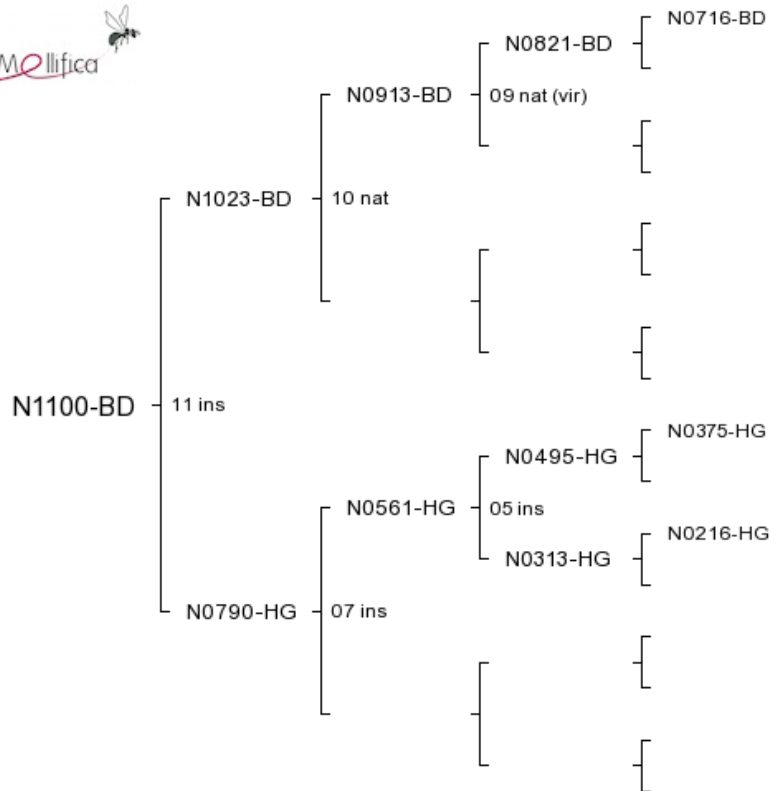 Mellifica
N0716-BD
N0821-BD
N0913-BD
09 nat (vir)
N1023-BD
10 nat
N1100-BD
11 ins
N0375-HG
N0495-HG
N0561-HG
05 ins
N0216-HG
N0313-HG
N0790-HG
07 ins